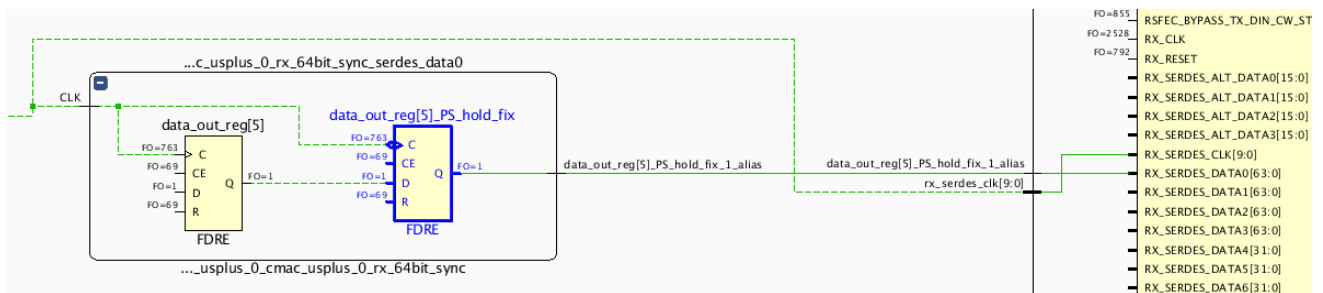 FO=855
RSFEC_BYPASS_TX_DIN_CW_ST
FO=2528
RX_CLK
FO=792
RX_RESET
RX_SERDES_ALT_DATA0[15:0]
RX_SERDES_ALT_DATA1[15:0]
RX_SERDES_ALT_DATA2[15:0]
RX_SERDES_ALT_DATA3[15:0]
RX_SERDES_CLK[9:0]
RX_SERDES_DATA0[63:0]
RX_SERDES_DATA1[63:0]
RX_SERDES_DATA2[63:0]
RX_SERDES_DATA3[63:0]
RX_SERDES_DATA4[31:0]
RX_SERDES_DATA5[31:0]
RX_SERDES_DATA6[31:0]
...c_usplus_0_rx_64bit_sync_serdes_data0
CLK
data_out_reg[5]
FO=763
C
FO=69
CE
FO=1
D
Q
FO=1
FO=69
R
FDRE
data_out_reg[5]_PS_hold_fix
FO=763
C
FO=69
CE
FO=1
D
Q
FO=1
FO=69
R
FDRE
data_out_reg[5]_PS_hold_fix_1_alias
data_out_reg[5]_PS_hold_fix_1_alias
rx_serdes_clk[9:0]
..._usplus_0_cmac_usplus_0_rx_64bit_sync